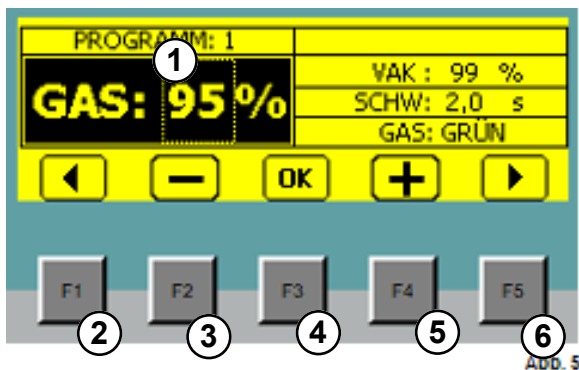 PROGRAMM: 1
1
GAS: 95 %
VAK : 99 %
SCHW: 2,0 s
GAS: GRÜN
OK
F1 F2 F3 F4 F5
2 3 4 5 6
Abb. 5